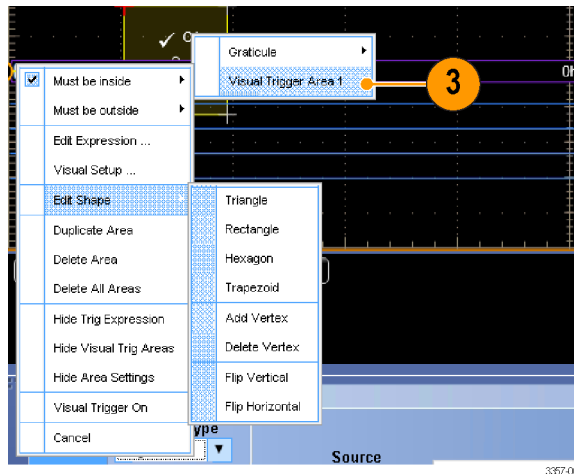 Graticule
Visual Trigger Area 1
3
Must be inside
Must be outside
Edit Expression ...
Visual Setup ...
Edit Shape
Duplicate Area
Delete Area
Delete All Areas
Hide Trig Expression
Hide Visual Trig Areas
Hide Area Settings
Visual Trigger On
Cancel
Triangle
Rectangle
Hexagon
Trapezoid
Add Vertex
Delete Vertex
Flip Vertical
Flip Horizontal
Source